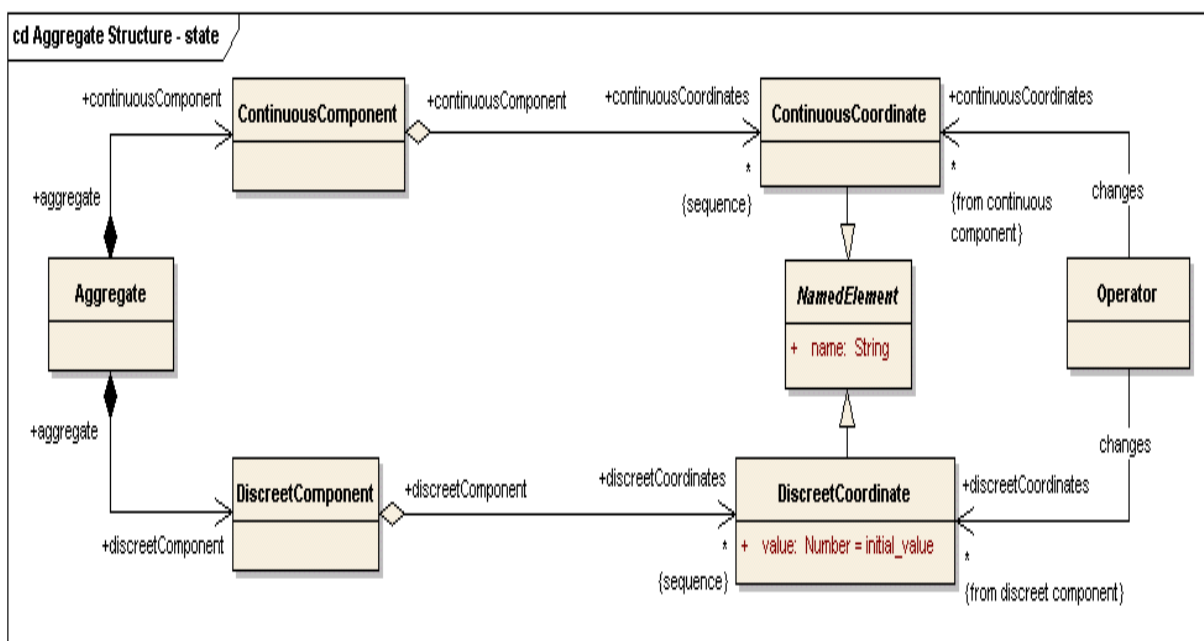 cd Aggregate Structure - state
+continuousComponent
ContinuousComponent
+continuousComponent
+continuousCoordinates
ContinuousCoordinate
+continuousCoordinates
*
{sequence}
*
{from continuous
component}
changes
+aggregate
Aggregate
NamedElement
+ name: String
Operator
+aggregate
changes
+discreetComponent
DiscreetComponent
+discreetComponent
+discreetCoordinates
DiscreetCoordinate
+ value: Number = initial_value
+discreetCoordinates
*
{sequence}
*
{from discreet component}